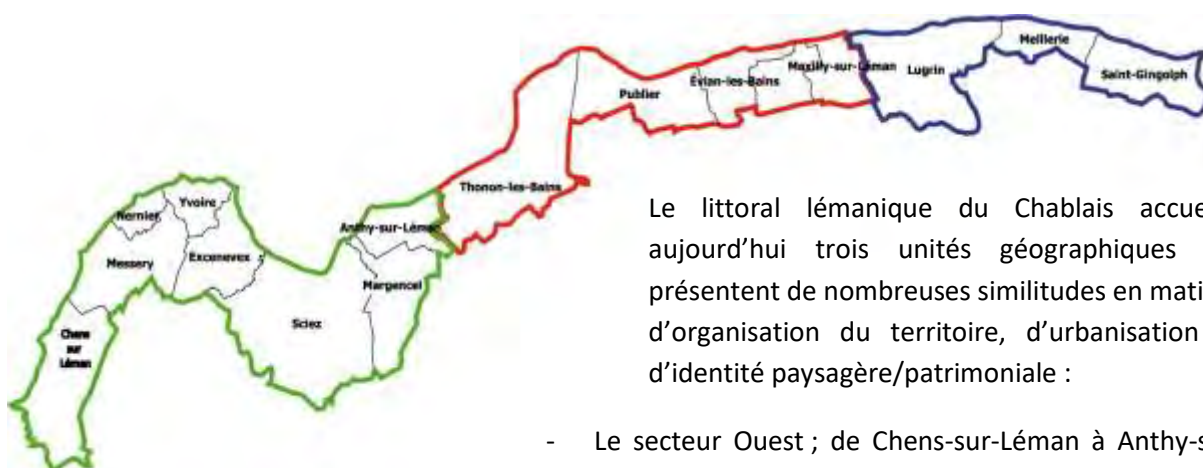 Meillerie
Maxilly-sur-Léman
Lugrin
Saint-Gingolph
Évian-les-Bains
Publier
Thonon-les-Bains
Yvoire
Nernier
Anthy-sur-Léman
Excenevex
Messery
Margencel
Sciez
Chens
sur
Léman
Le littoral lémanique du Chablais accue
aujourd’hui trois unités géographiques
présentent de nombreuses similitudes en mati
d’organisation du territoire, d’urbanisation
d’identité paysagère/patrimoniale :
- Le secteur Ouest ; de Chens-sur-Léman à Anthy-s